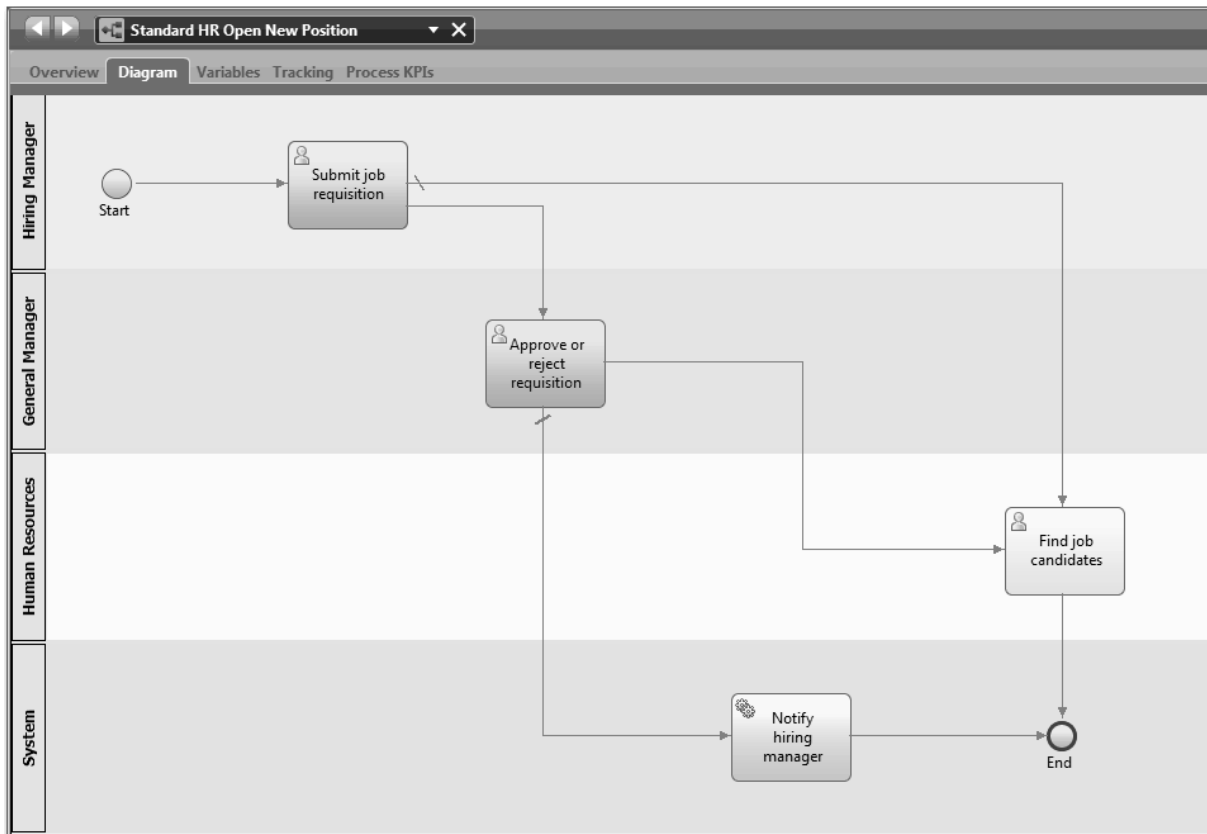 Standard HR Open New Position
Overview Diagram Variables Tracking Process KPIs
Hiring Manager
Start
Submit job
requisition
General Manager
Approve or
reject
requisition
Human Resources
Find job
candidates
System
Notify
hiring
manager
End